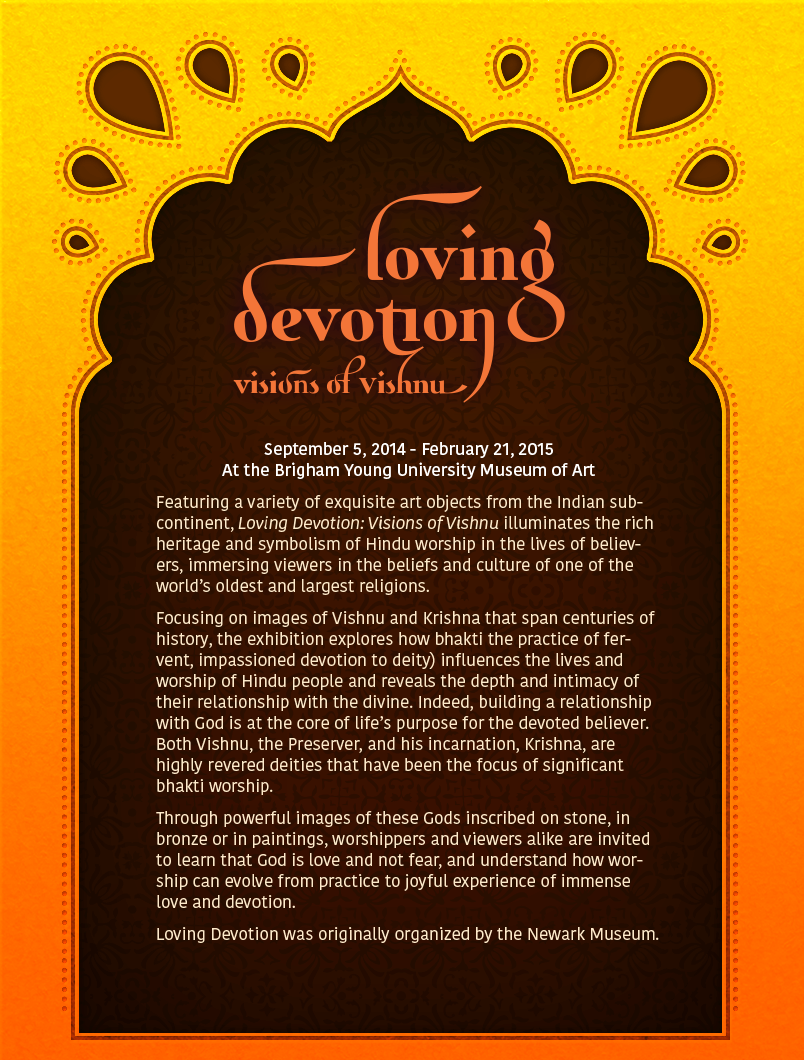 loving
devotion
visions of vishnu
September 5, 2014 - February 21, 2015
At the Brigham Young University Museum of Art
Featuring a variety of exquisite art objects from the Indian sub-
continent, Loving Devotion: Visions of Vishnu illuminates the rich
heritage and symbolism of Hindu worship in the lives of believ-
ers, immersing viewers in the beliefs and culture of one of the
world's oldest and largest religions.
Focusing on images of Vishnu and Krishna that span centuries of
history, the exhibition explores how bhakti the practice of fer-
vent, impassioned devotion to deity) influences the lives and
worship of Hindu people and reveals the depth and intimacy of
their relationship with the divine. Indeed, building a relationship
with God is at the core of life's purpose for the devoted believer.
Both Vishnu, the Preserver, and his incarnation, Krishna, are
highly revered deities that have been the focus of significant
bhakti worship.
Through powerful images of these Gods inscribed on stone, in
bronze or in paintings, worshippers and viewers alike are invited
to learn that God is love and not fear, and understand how wor-
ship can evolve from practice to joyful experience of immense
love and devotion.
Loving Devotion was originally organized by the Newark Museum.